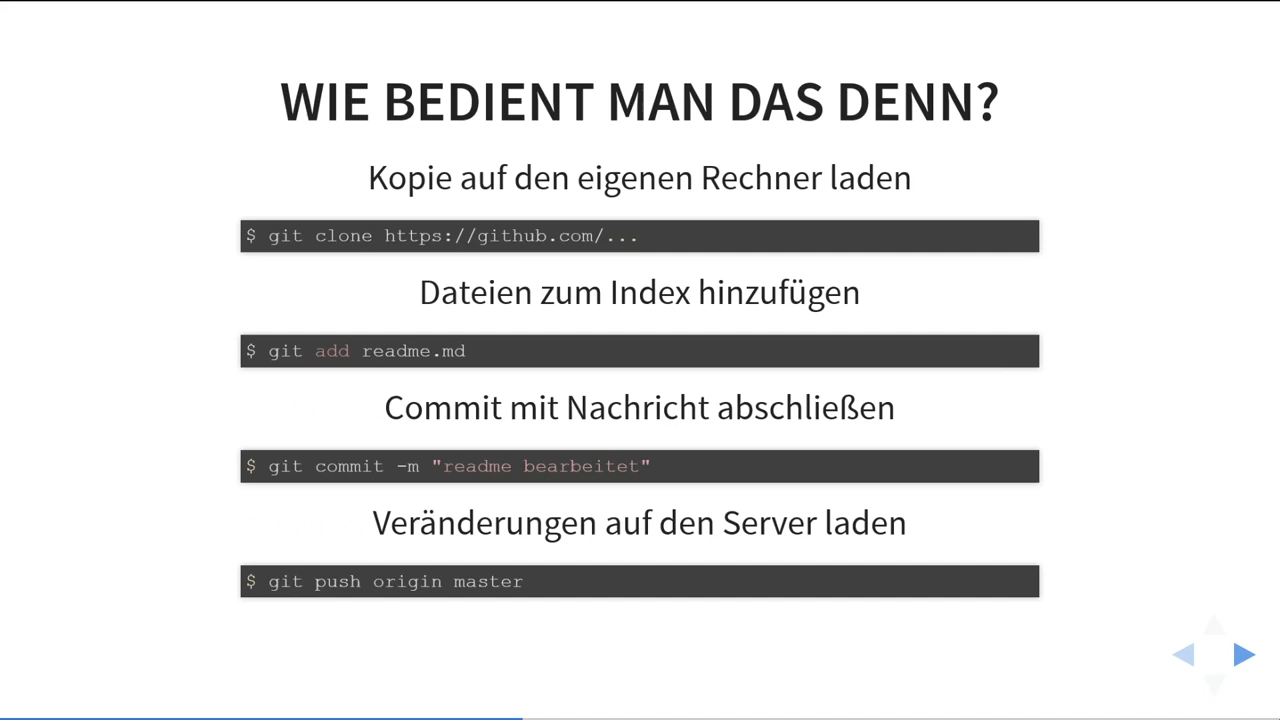 WIE BEDIENT MAN DAS DENN?
Kopie auf den eigenen Rechner laden
$ git clone https://github.com/...
Dateien zum Index hinzufügen
$ git add readme.md
Commit mit Nachricht abschließen
$ git commit -m "readme bearbeitet"
Veränderungen auf den Server laden
$ git push origin master